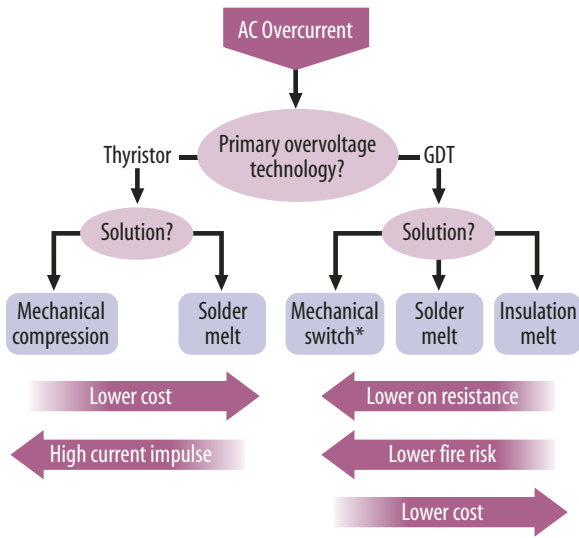 AC Overcurrent
Primary overvoltage
technology?
Thyristor
GDT
Solution?
Solution?
Mechanical
compression
Solder
melt
Mechanical
switch*
Solder
melt
Insulation
melt
Lower cost
Lower on resistance
High current impulse
Lower fire risk
Lower cost